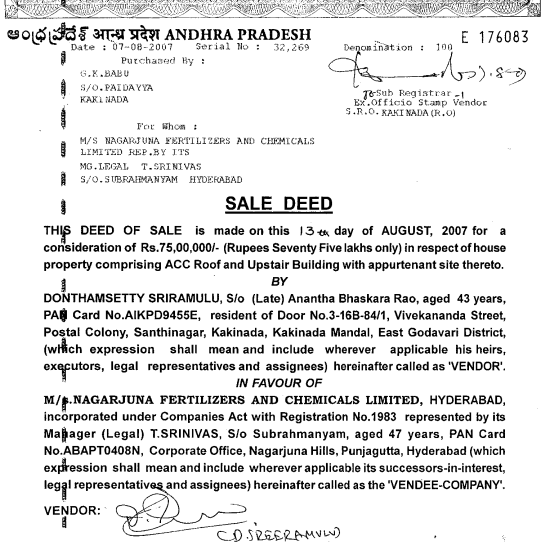 ఆంధ్రప్రదేశ్ आन्ध्र प्रदेश ANDHRA PRADESH
E 176083
Date : 07-08-2007 Serial No : 32,269 Denomination : 100
Purchased By :
G.K.BABU
S/O.PAIDAYYA
KAKINADA
Sub Registrar
Ex.Officio Stamp Vendor
S.R.O. KAKINADA(R.O)
For Whom :
M/S NAGARJUNA FERTILIZERS AND CHEMICALS
LIMITED REP.BY ITS
MG.LEGAL T.SRINIVAS
S/O.SUBRAHMANYAM HYDERABAD
SALE DEED
THIS DEED OF SALE is made on this 13th day of AUGUST, 2007 for a
consideration of Rs.75,00,000/- (Rupees Seventy Five lakhs only) in respect of house
property comprising ACC Roof and Upstair Building with appurtenant site thereto.
BY
DONTHAMSETTY SRIRAMULU, S/o (Late) Anantha Bhaskara Rao, aged 43 years,
PAN Card No.AIKPD9455E, resident of Door No.3-16B-84/1, Vivekananda Street,
Postal Colony, Santhinagar, Kakinada, Kakinada Mandal, East Godavari District,
(which expression shall mean and include wherever applicable his heirs,
executors, legal representatives and assignees) hereinafter called as 'VENDOR'.
IN FAVOUR OF
M/s.NAGARJUNA FERTIZERS AND CHEMICALS LIMITED, HYDERABAD,
incorporated under Companies Act with Registration No.1983 represented by its
Manager (Legal) T.SRINIVAS, S/o Subrahmanyam, aged 47 years, PAN Card
No.ABAPT0408N, Corporate Office, Nagarjuna Hills, Punjagutta, Hyderabad (which
expression shall mean and include wherever applicable its successors-in-interest,
legal representatives and assignees) hereinafter called as the 'VENDEE-COMPANY'.
VENDOR:
(D.SREERAMULU)